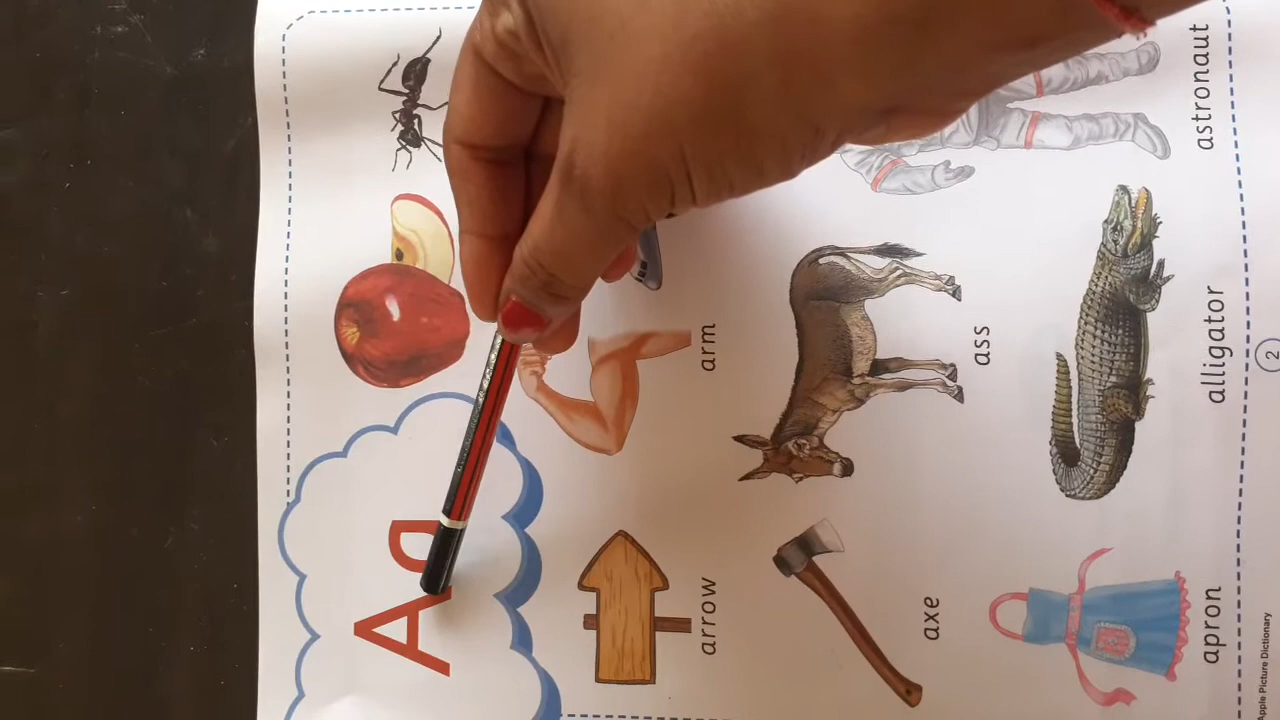 Aa
arrow
arm
axe
ass
apron
alligator
astronaut
Apple Picture Dictionary
2